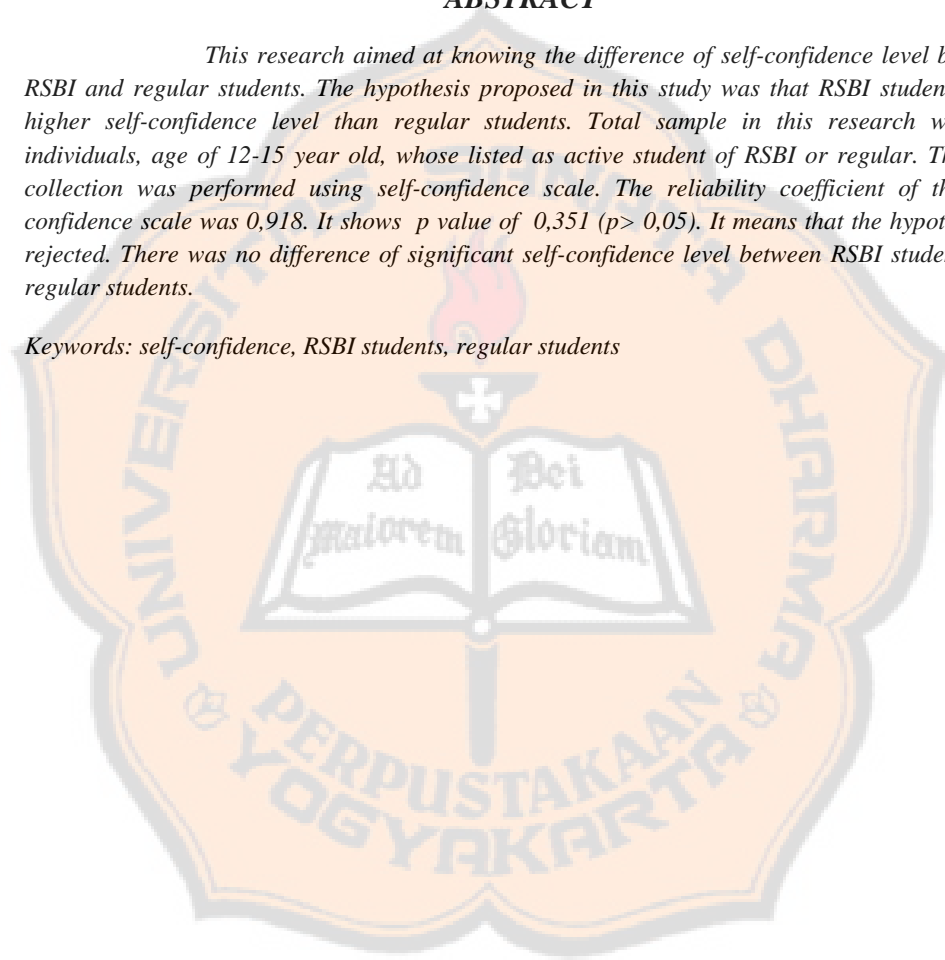 ABSTRACT
This research aimed at knowing the difference of self-confidence level
RSBI and regular students. The hypothesis proposed in this study was that RSBI
higher self-confidence level than regular students. Total sample in this research
individuals, age of 12-15 year old, whose listed as active student of RSBI or regular.
collection was performed using self-confidence scale. The reliability coefficient of
confidence scale was 0,918. It shows p value of 0,351 (p> 0,05). It means that the
rejected. There was no difference of significant self-confidence level between RSBI
regular students.
Keywords: self-confidence, RSBI students, regular students
UNIVERSITAS SANATA DHARMA
Ad Dei
maiorem Gloriam
PERPUSTAKAAN
YOGYAKARTA